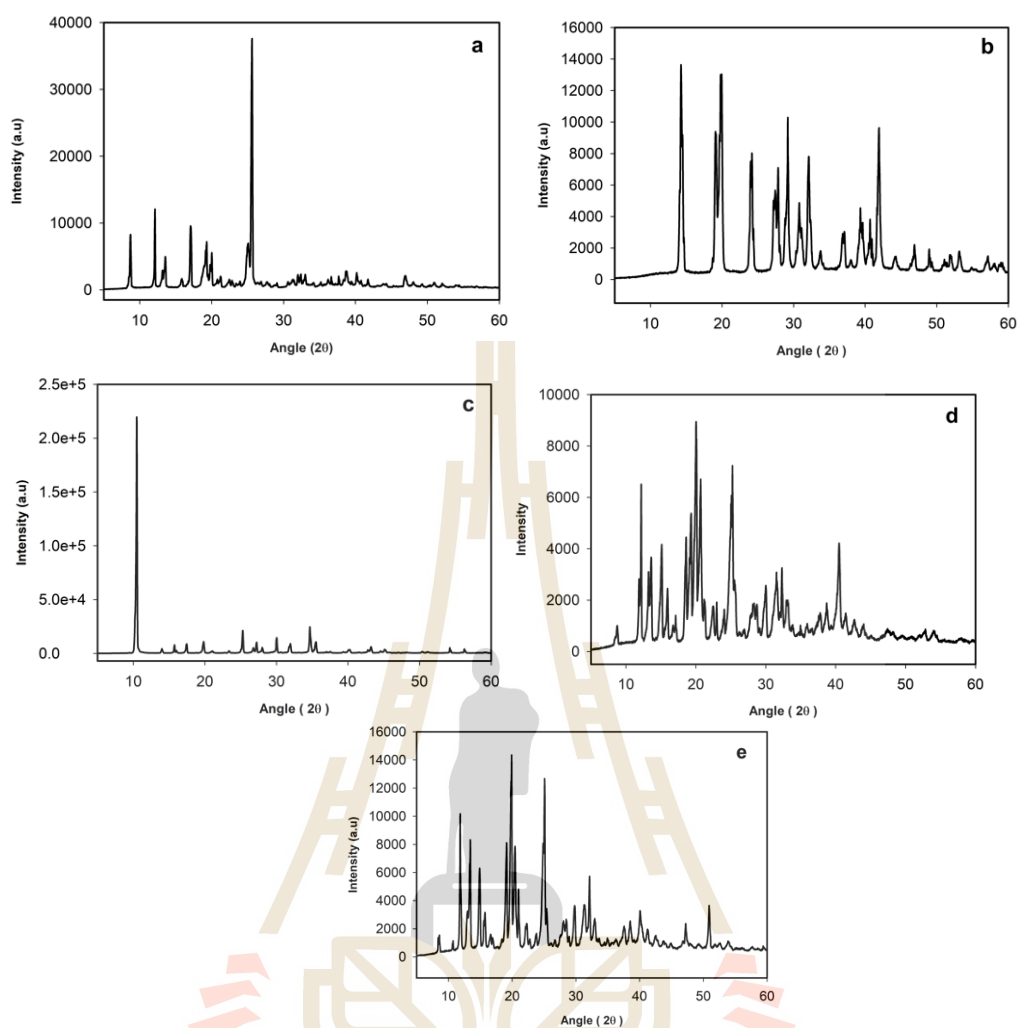 a
40000
30000
20000
10000
0
Intensity (a.u)
10 20 30 40 50 60
Angle (2θ)
b
16000
14000
12000
10000
8000
6000
4000
2000
0
Intensity (a.u)
10 20 30 40 50 60
Angle ( 2θ )
c
2.5e+5
2.0e+5
1.5e+5
1.0e+5
5.0e+4
0.0
Intensity (a.u)
10 20 30 40 50 60
Angle ( 2θ )
d
10000
8000
6000
4000
2000
0
Intensity
10 20 30 40 50 60
Angle ( 2θ )
e
16000
14000
12000
10000
8000
6000
4000
2000
0
Intensity (a.u)
10 20 30 40 50 60
Angle ( 2θ )